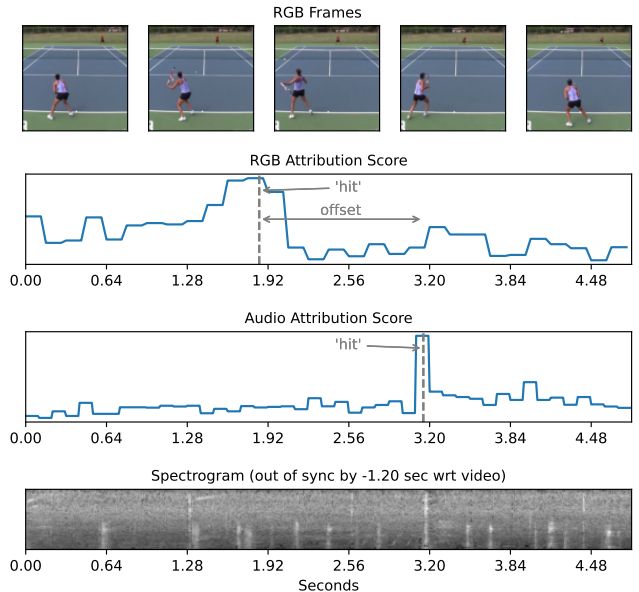 RGB Frames
RGB Attribution Score
'hit'
offset
0.00 0.64 1.28 1.92 2.56 3.20 3.84 4.48
Audio Attribution Score
'hit'
0.00 0.64 1.28 1.92 2.56 3.20 3.84 4.48
Spectrogram (out of sync by -1.20 sec wrt video)
0.00 0.64 1.28 1.92 2.56 3.20 3.84 4.48
Seconds